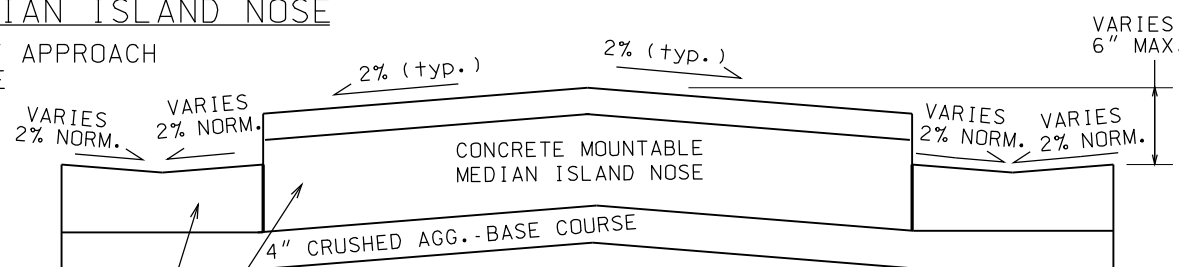 IAN ISLAND NOSE
APPROACH
2% (typ.)
2% (typ.)
VARIES
6" MAX.
VARIES
2% NORM.
VARIES
2% NORM.
VARIES
2% NORM.
VARIES
2% NORM.
CONCRETE MOUNTABLE
MEDIAN ISLAND NOSE
4" CRUSHED AGG.-BASE COURSE